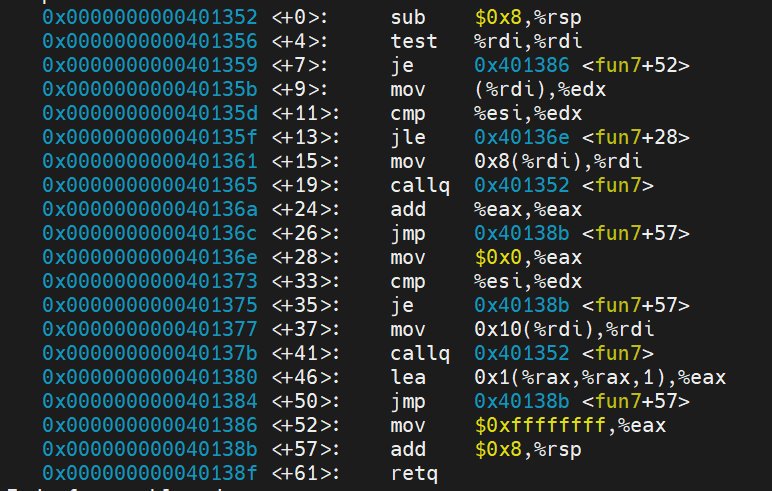 0x0000000000401352 <+0>: sub $0x8,%rsp
0x0000000000401356 <+4>: test %rdi,%rdi
0x0000000000401359 <+7>: je 0x401386 <fun7+52>
0x000000000040135b <+9>: mov (%rdi),%edx
0x000000000040135d <+11>: cmp %esi,%edx
0x000000000040135f <+13>: jle 0x40136e <fun7+28>
0x0000000000401361 <+15>: mov 0x8(%rdi),%rdi
0x0000000000401365 <+19>: callq 0x401352 <fun7>
0x000000000040136a <+24>: add %eax,%eax
0x000000000040136c <+26>: jmp 0x40138b <fun7+57>
0x000000000040136e <+28>: mov $0x0,%eax
0x0000000000401373 <+33>: cmp %esi,%edx
0x0000000000401375 <+35>: je 0x40138b <fun7+57>
0x0000000000401377 <+37>: mov 0x10(%rdi),%rdi
0x000000000040137b <+41>: callq 0x401352 <fun7>
0x0000000000401380 <+46>: lea 0x1(%rax,%rax,1),%eax
0x0000000000401384 <+50>: jmp 0x40138b <fun7+57>
0x0000000000401386 <+52>: mov $0xffffffff,%eax
0x000000000040138b <+57>: add $0x8,%rsp
0x000000000040138f <+61>: retq